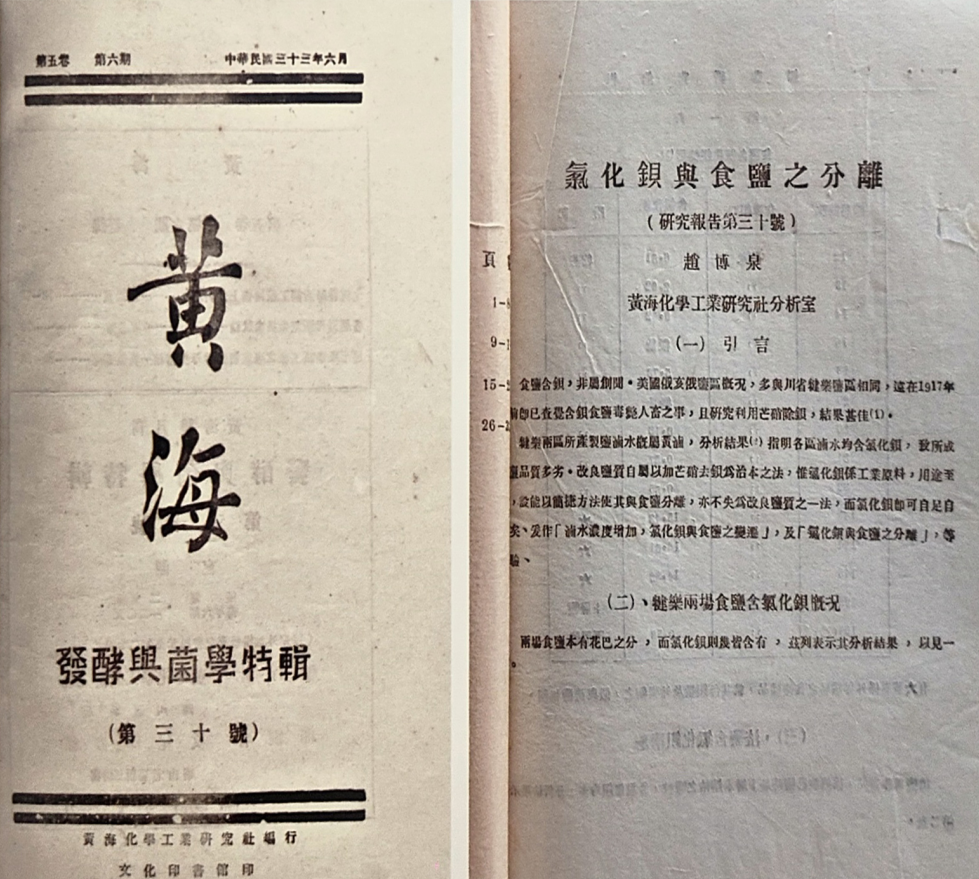 第五卷 第六期 中華民國三十三年六月
黃
海
發酵與菌學特輯
(第三十號)
黃海化學工業研究社編行
文化印書館印
頁
1-
9-
15-
26-
氯化鋇與食鹽之分離
(研究報告第三十號)
趙博泉
黃海化學工業研究社分析室
(一) 引言
食鹽含鋇,非屬創聞。美國俄亥俄鹽區概況,多與川省犍樂鹽區相同,遠在1917年
即已查覺含鋇食鹽毒斃人畜之事,且研究利用芒硝除鋇,結果甚佳(1)。
犍樂兩區所產製鹽滷水概屬黃滷,分析結果(2)指明各區滷水均含氯化鋇,致所成
鹽品質多劣。改良鹽質自屬以加芒硝去鋇為治本之法,惟氯化鋇係工業原料,用途至
,設能以簡捷方法使其與食鹽分離,亦不失為改良鹽質之一法,而氯化鋇即可自足自
矣、爰作「滷水濃度增加,氯化鋇與食鹽之變遷」,及「氯化鋇與食鹽之分離」,等
驗、
(二)、犍樂兩場食鹽含氯化鋇概況
兩場食鹽本有花巴之分,而氯化鋇則幾皆含有,茲列表示其分析結果,以見一
。